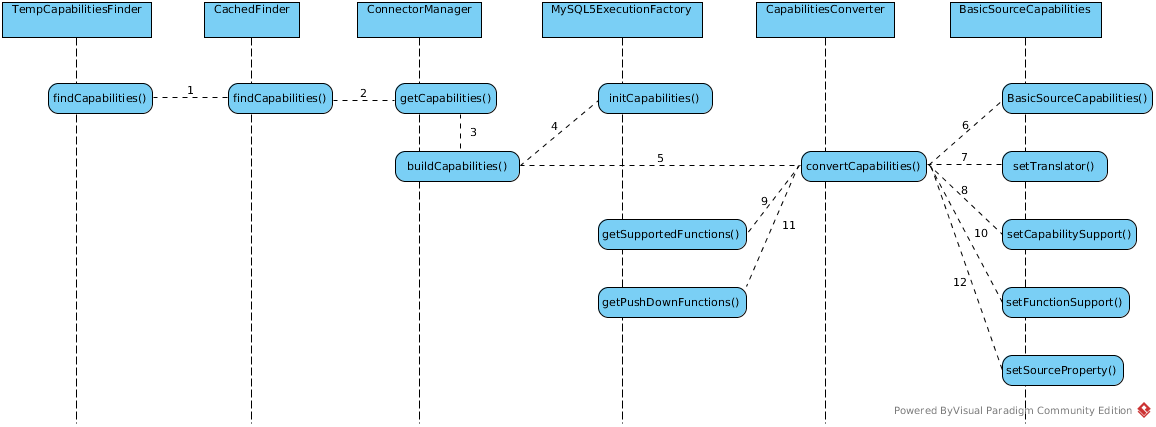 TempCapabilitiesFinder
CachedFinder
ConnectorManager
MySQL5ExecutionFactory
CapabilitiesConverter
BasicSourceCapabilities
findCapabilities()
1
findCapabilities()
2
getCapabilities()
initCapabilities()
BasicSourceCapabilities()
3
4
6
buildCapabilities()
5
convertCapabilities()
7
setTranslator()
8
9
11
getSupportedFunctions()
10
setCapabilitySupport()
12
getPushDownFunctions()
setFunctionSupport()
setSourceProperty()
Powered ByVisual Paradigm Community Edition